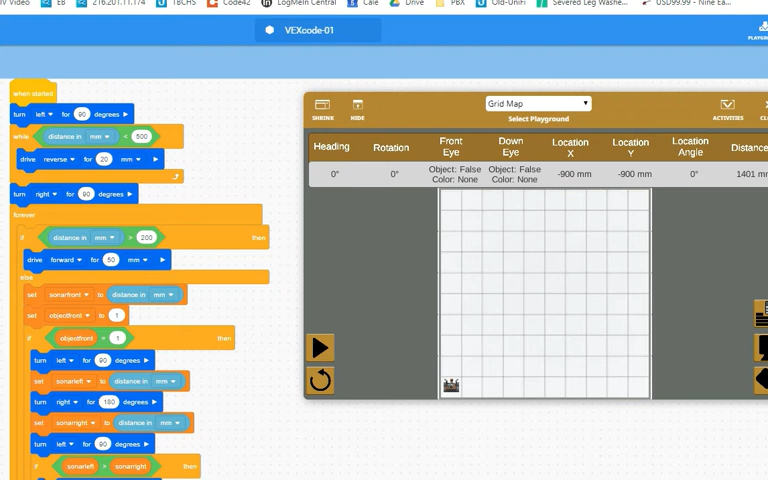 IV Video EB 216.201.11.174 TBCHS Code42 LogMeIn Central Cale Drive PBX Old-UniFi Severed Leg Washe... USD99.99 - Nine Ea...
VEXcode-01
when started
turn left for 90 degrees
while distance in mm < 500
drive reverse for 20 mm
turn right for 90 degrees
forever
if distance in mm > 200 then
drive forward for 50 mm
else
set sonarfront to distance in mm
set objectfront to 1
if objectfront = 1 then
turn left for 90 degrees
set sonarleft to distance in mm
turn right for 180 degrees
set sonarright to distance in mm
turn left for 90 degrees
if sonarleft > sonarright then
SHRINK HIDE Grid Map ACTIVITIES
Select Playground
Heading Rotation Front Eye Down Eye Location X Location Y Location Angle Distance
0° 0° Object: False Color: None Object: False Color: None -900 mm -900 mm 0° 1401 mm